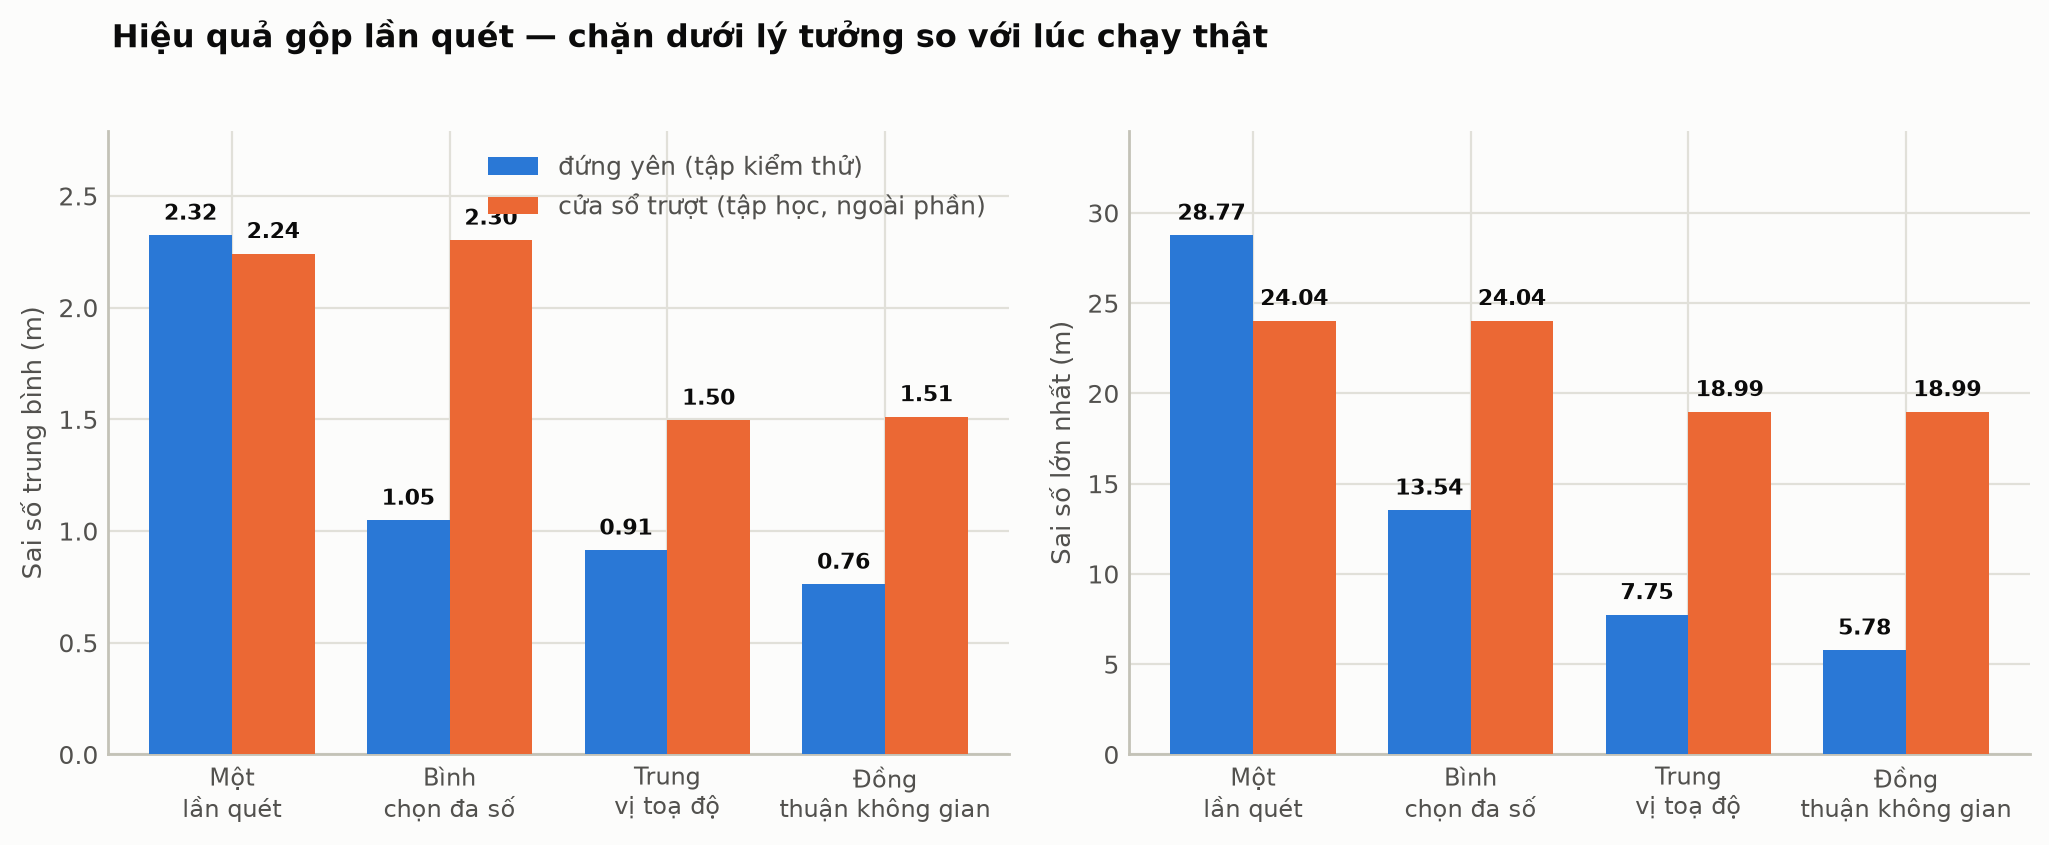 Hiệu quả gộp lần quét — chặn dưới lý tưởng so với lúc chạy thật
đứng yên (tập kiểm thử)
cửa sổ trượt (tập học, ngoài phần)
Sai số trung bình (m)
2.5
2.0
1.5
1.0
0.5
0.0
2.32
2.24
1.05
2.30
0.91
1.50
0.76
1.51
Một
lần quét
Bình
chọn đa số
Trung
vị toạ độ
Đồng
thuận không gian
Sai số lớn nhất (m)
30
25
20
15
10
5
0
28.77
24.04
13.54
24.04
7.75
18.99
5.78
18.99
Một
lần quét
Bình
chọn đa số
Trung
vị toạ độ
Đồng
thuận không gian